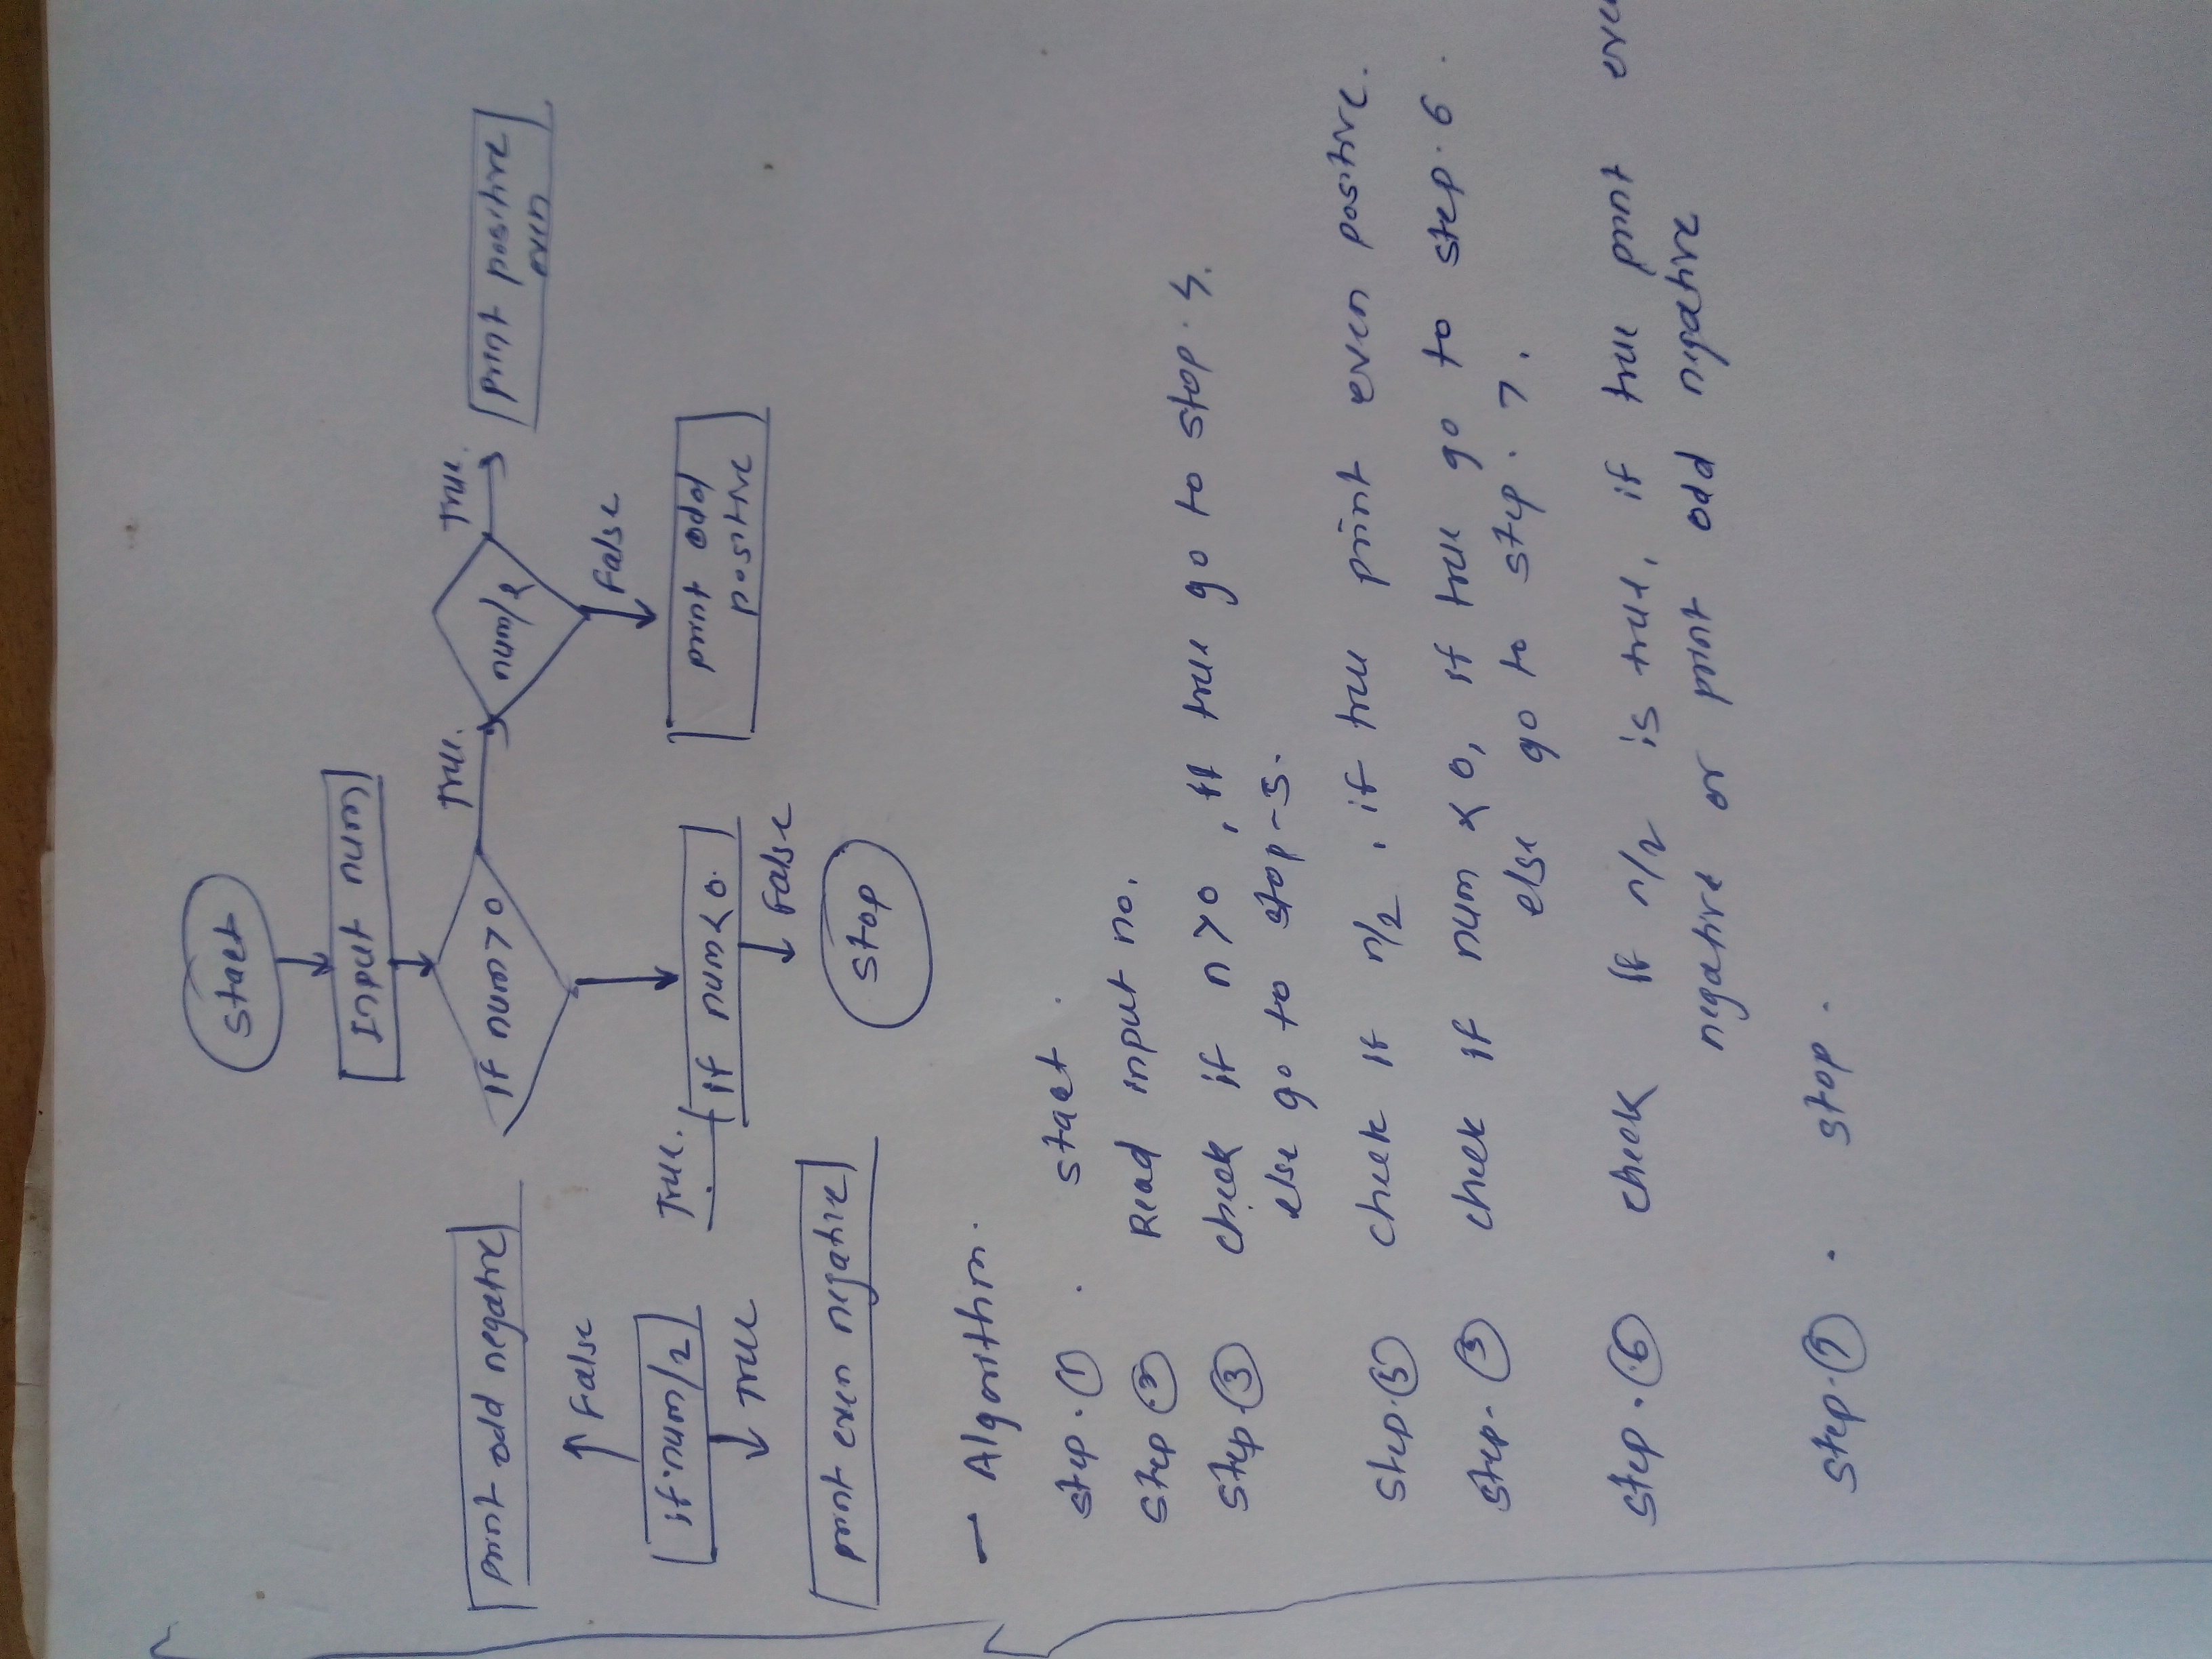 Start
Input num
if num > 0
True.
num/2
True.
print positive
even
False
print odd
positive
if num < 0.
True.
False
Stop
if num/2
False
print odd negative
True
print even negative
- Algorithm.
step. 1 . start.
step 2 Read input no.
step. 3 check if n > 0, if true go to stop. 4.
else go to stop - 5.
step. 5 check if n/2, if true print even positive.
step. check if num < 0, if true go to step. 6.
else go to step. 7.
step. 6 check if n/2 is true, if true print
negative or print odd negative
step. 7 . stop.